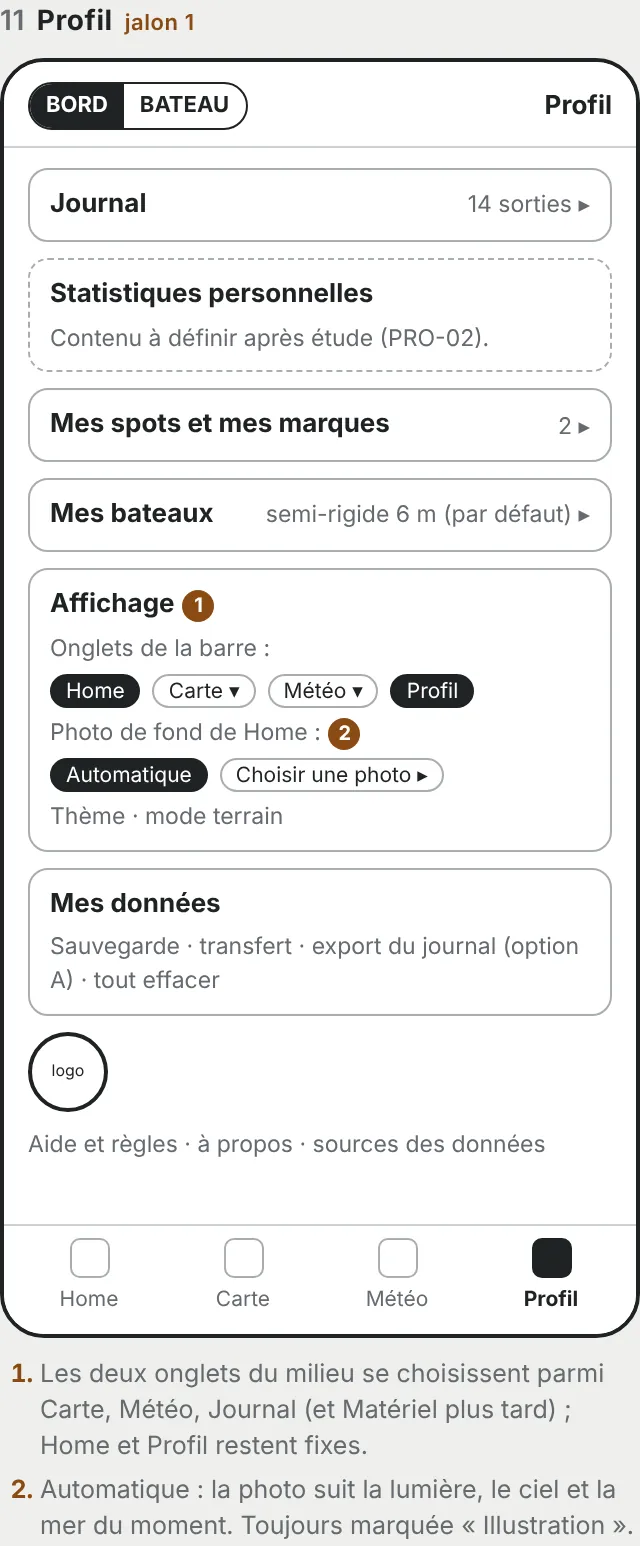 11 Profil jalon 1
BORD BATEAU Profil
Journal 14 sorties ▸
Statistiques personnelles
Contenu à définir après étude (PRO-02).
Mes spots et mes marques 2 ▸
Mes bateaux semi-rigide 6 m (par défaut) ▸
Affichage 1
Onglets de la barre :
Home Carte ▾ Météo ▾ Profil
Photo de fond de Home : 2
Automatique Choisir une photo ▸
Thème · mode terrain
Mes données
Sauvegarde · transfert · export du journal (option
A) · tout effacer
logo
Aide et règles · à propos · sources des données
Home Carte Météo Profil
1. Les deux onglets du milieu se choisissent parmi
Carte, Météo, Journal (et Matériel plus tard) ;
Home et Profil restent fixes.
2. Automatique : la photo suit la lumière, le ciel et la
mer du moment. Toujours marquée « Illustration ».